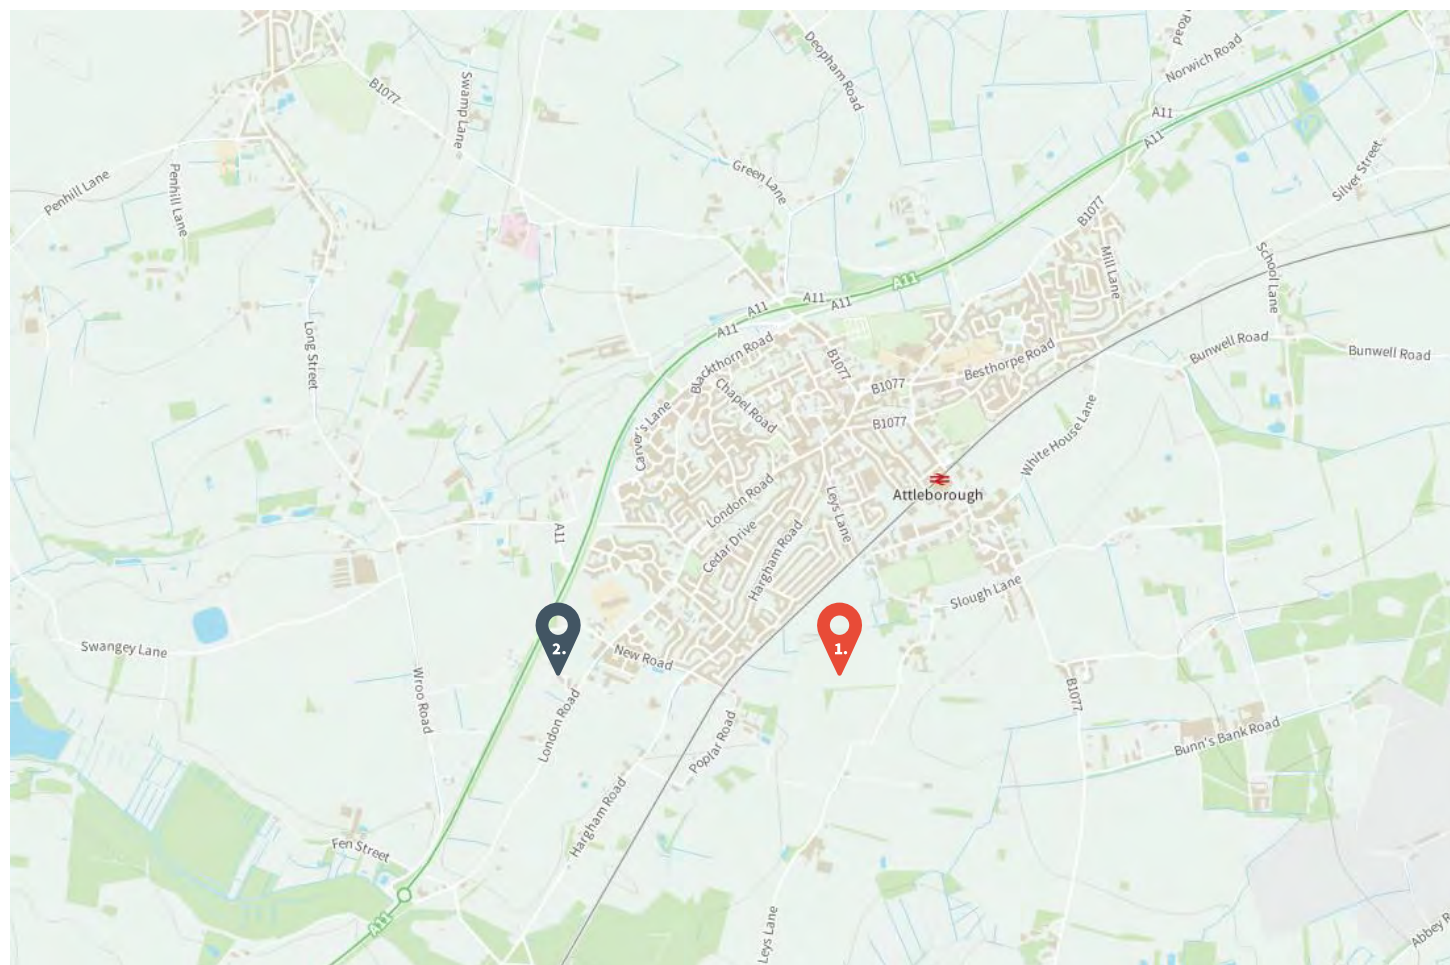 Road
Norwich Road
Deopham Road
Swamp Lane
B1077
A11
A11
Silver Street
Green Lane
Penhill Lane
Penhill Lane
B1077
School Lane
Mill Lane
A11
A11
A11
A11
A11
Long Street
Blackthorn Road
B1077
Besthorpe Road
Bunwell Road
Bunwell Road
B1077
Chapel Road
B1077
Carver's Lane
White House Lane
Attleborough
London Road
Leys Lane
A11
Cedar Drive
Hargham Road
Slough Lane
2.
1.
Swangey Lane
New Road
Wroo Road
B1077
London Road
Poplar Road
Bunn's Bank Road
Hargham Road
Fen Street
A11
Leys Lane
Abbey R